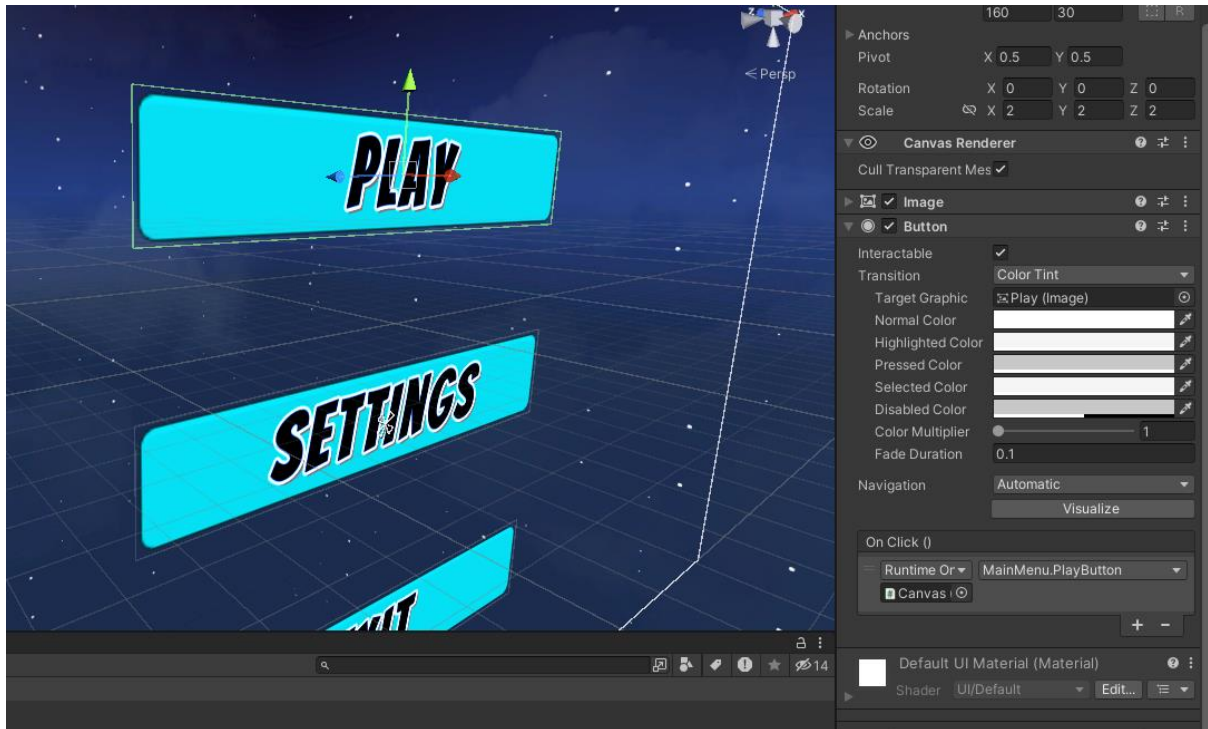 z x
Persp
PLAY
SETTINGS
14
160 30 R
Anchors
Pivot X 0.5 Y 0.5
Rotation X 0 Y 0 Z 0
Scale X 2 Y 2 Z 2
Canvas Renderer
Cull Transparent Mes
Image
Button
Interactable
Transition Color Tint
Target Graphic Play (Image)
Normal Color
Highlighted Color
Pressed Color
Selected Color
Disabled Color
Color Multiplier 1
Fade Duration 0.1
Navigation Automatic
Visualize
On Click ()
Runtime Or MainMenu.PlayButton
Canvas
+ −
Default UI Material (Material)
Shader UI/Default Edit...